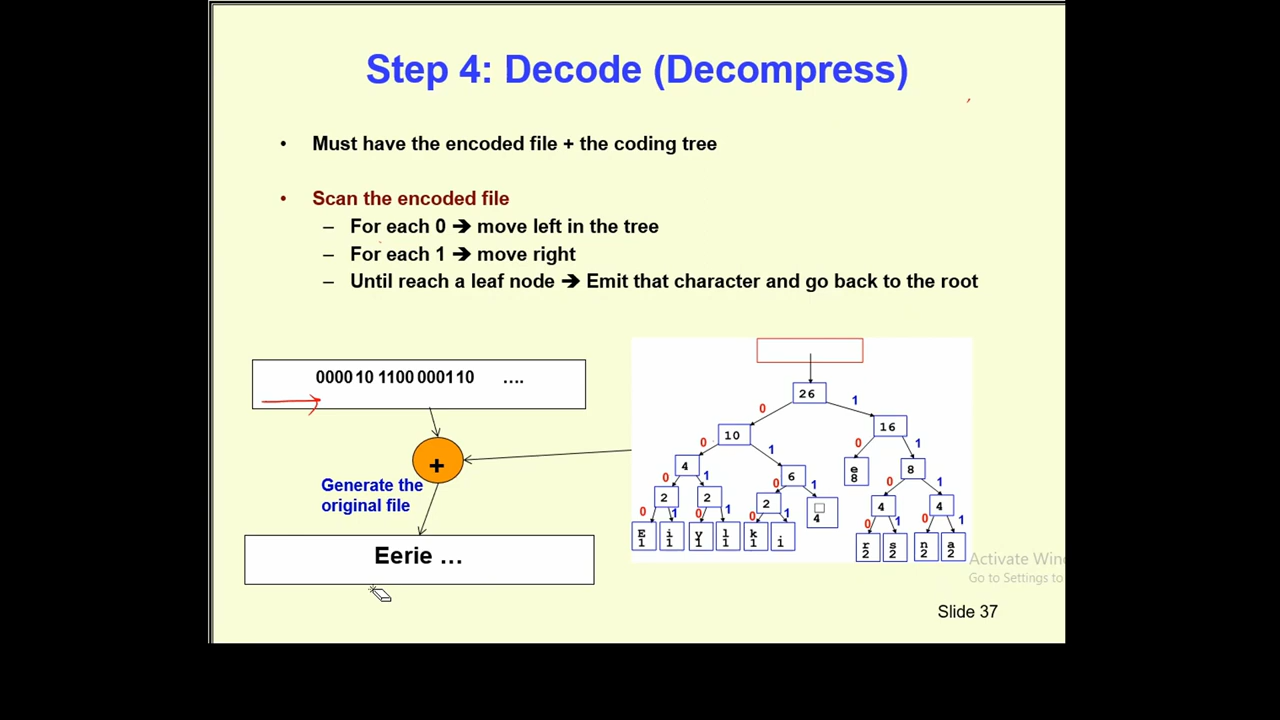 Step 4: Decode (Decompress)
• Must have the encoded file + the coding tree
• Scan the encoded file
– For each 0 ➔ move left in the tree
– For each 1 ➔ move right
– Until reach a leaf node ➔ Emit that character and go back to the root
0000 10 1100 000110 ....
+
Generate the
original file
Eerie …
26
0 1
10 16
0 1 0 1
4 6 e 8 8
0 1 0 1 0 1
2 2 2 □ 4 4 4
0 1 0 1 0 1 0 1 0 1
E 1 i 1 y 1 l 1 k 1 i r 2 s 2 n 2 a 2
Activate Win
Go to Settings to
Slide 37